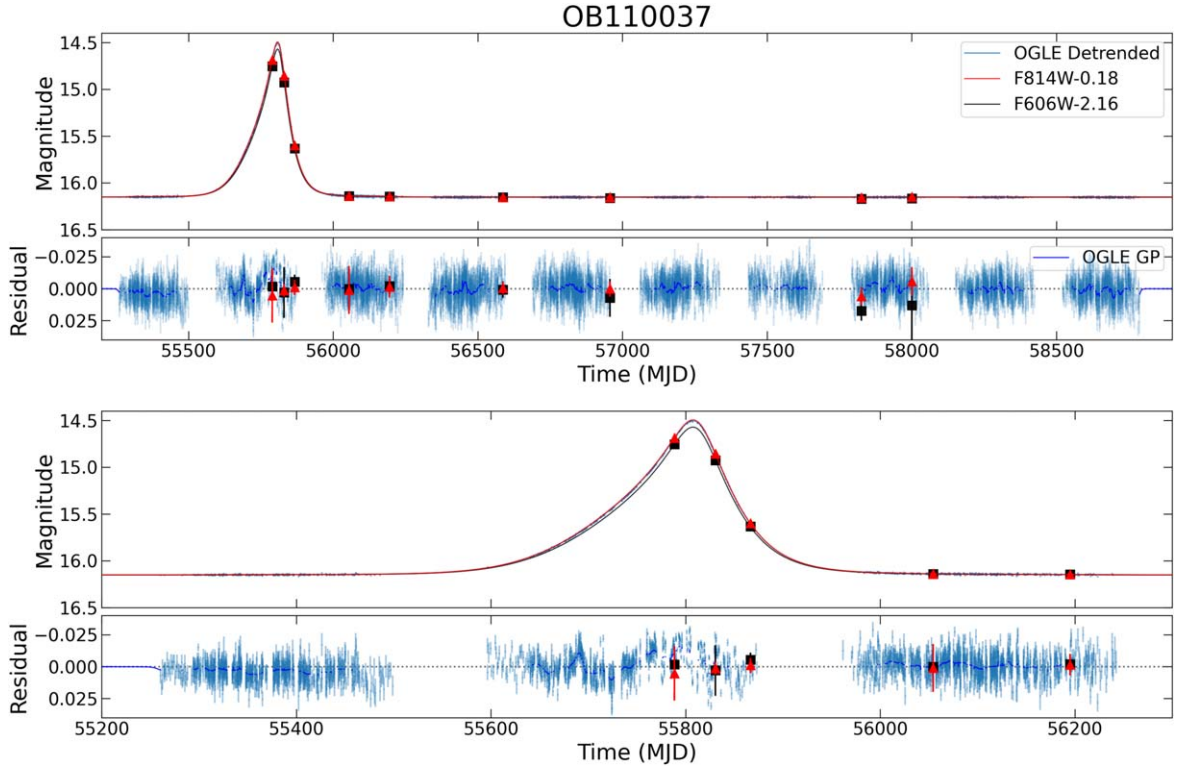 OB110037
14.5
15.0
15.5
16.0
16.5
Magnitude
OGLE Detrended
F814W-0.18
F606W-2.16
−0.025
0.000
0.025
Residual
OGLE GP
55500 56000 56500 57000 57500 58000 58500
Time (MJD)
14.5
15.0
15.5
16.0
16.5
Magnitude
−0.025
0.000
0.025
Residual
55200 55400 55600 55800 56000 56200
Time (MJD)